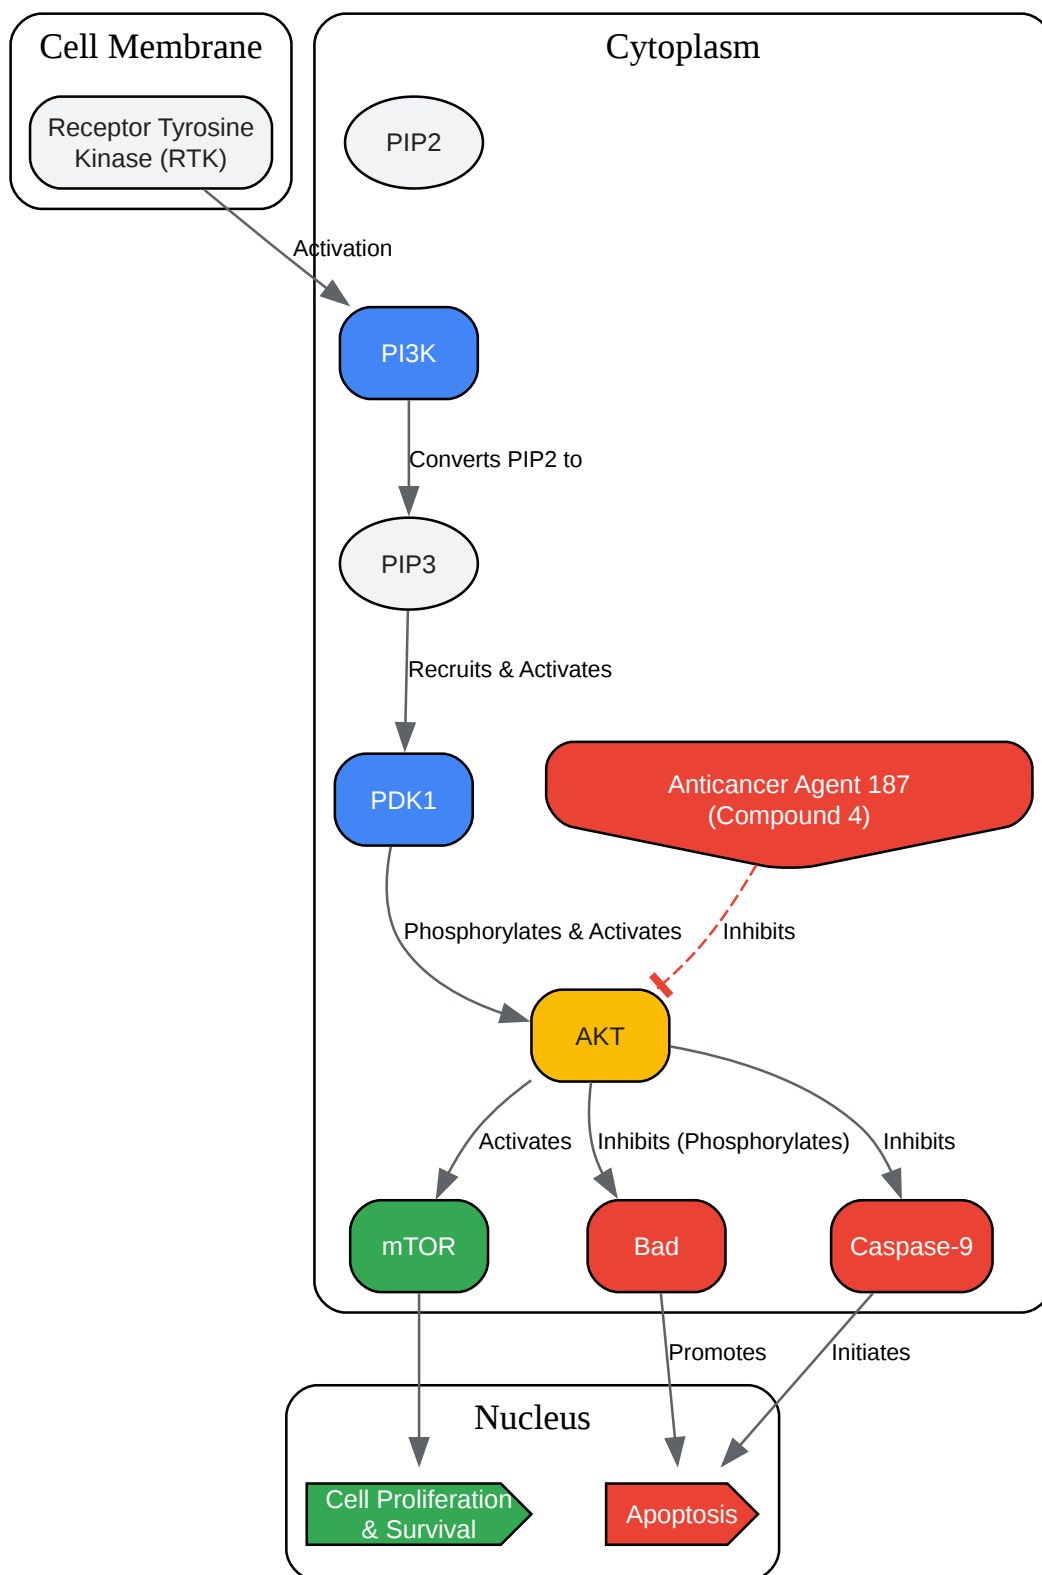 Cell Membrane
Cytoplasm
Receptor Tyrosine
Kinase (RTK)
PIP2
Activation
PI3K
Converts PIP2 to
PIP3
Recruits & Activates
PDK1
Anticancer Agent 187
(Compound 4)
Phosphorylates & Activates
Inhibits
AKT
Activates
Inhibits (Phosphorylates)
Inhibits
mTOR
Bad
Caspase-9
Promotes
Initiates
Nucleus
Cell Proliferation
& Survival
Apoptosis